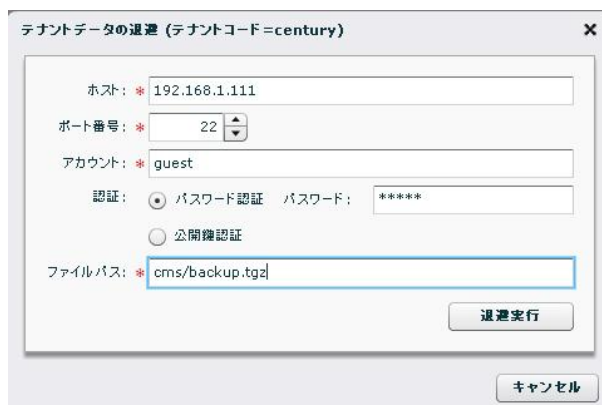 テナントデータの退避 (テナントコード=century)
ホスト: * 192.168.1.111
ポート番号: * 22
アカウント: * guest
認証: パスワード認証 パスワード: *****
公開鍵認証
ファイルパス: * cms/backup.tgz
退避実行
キャンセル